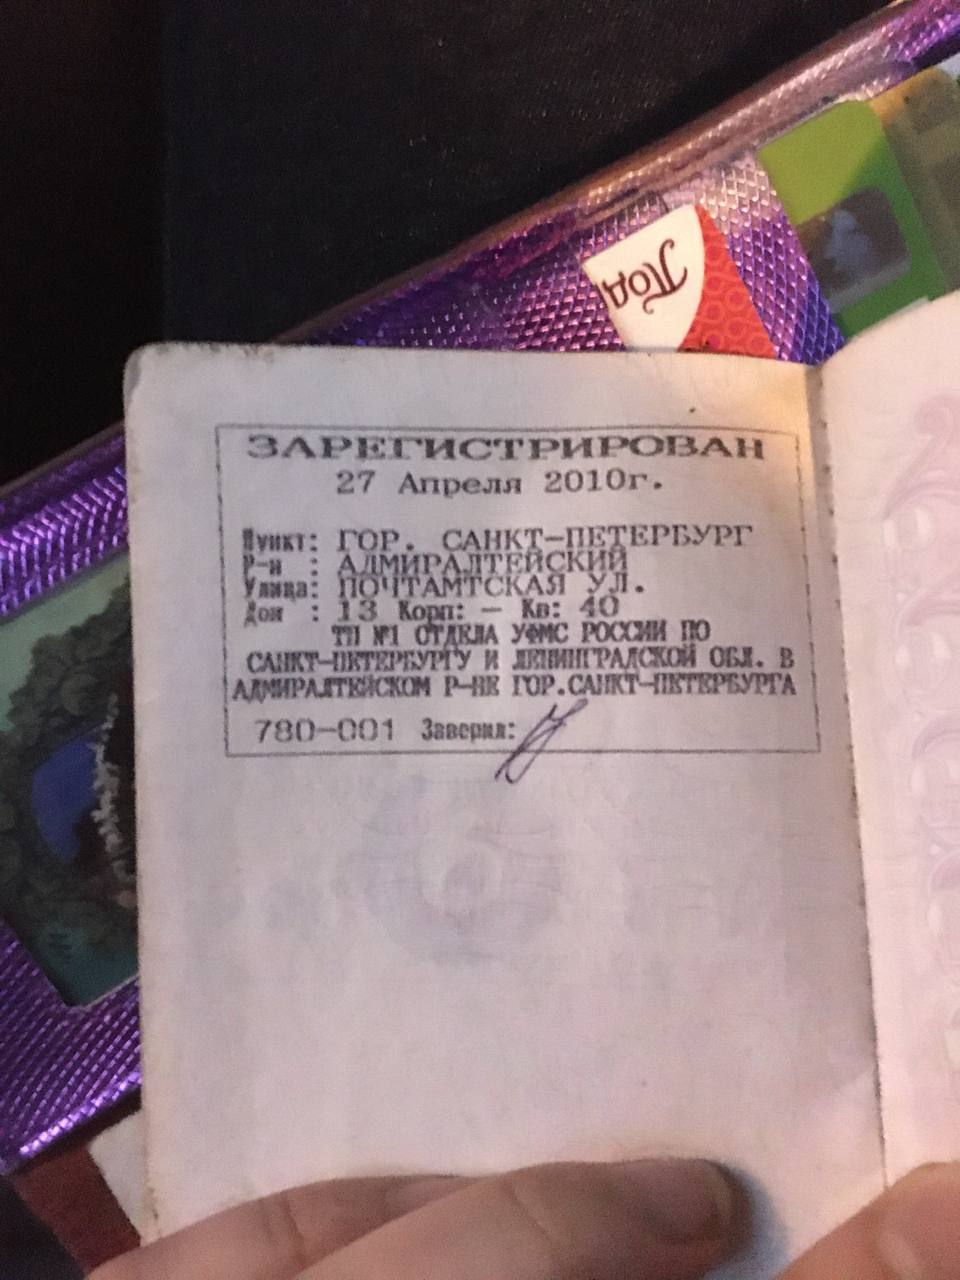 Под
ЗАРЕГИСТРИРОВАН
27 Апреля 2010г.
Пункт: ГОР. САНКТ-ПЕТЕРБУРГ
Р-н : АДМИРАЛТЕЙСКИЙ
Улица: ПОЧТАМТСКАЯ УЛ.
Дом : 13 Корп: — Кв: 40
ТП №1 ОТДЕЛА УФМС РОССИИ ПО
САНКТ-ПЕТЕРБУРГУ И ЛЕНИНГРАДСКОЙ ОБЛ. В
АДМИРАЛТЕЙСКОМ Р-НЕ ГОР.САНКТ-ПЕТЕРБУРГА
780-001 Заверил: